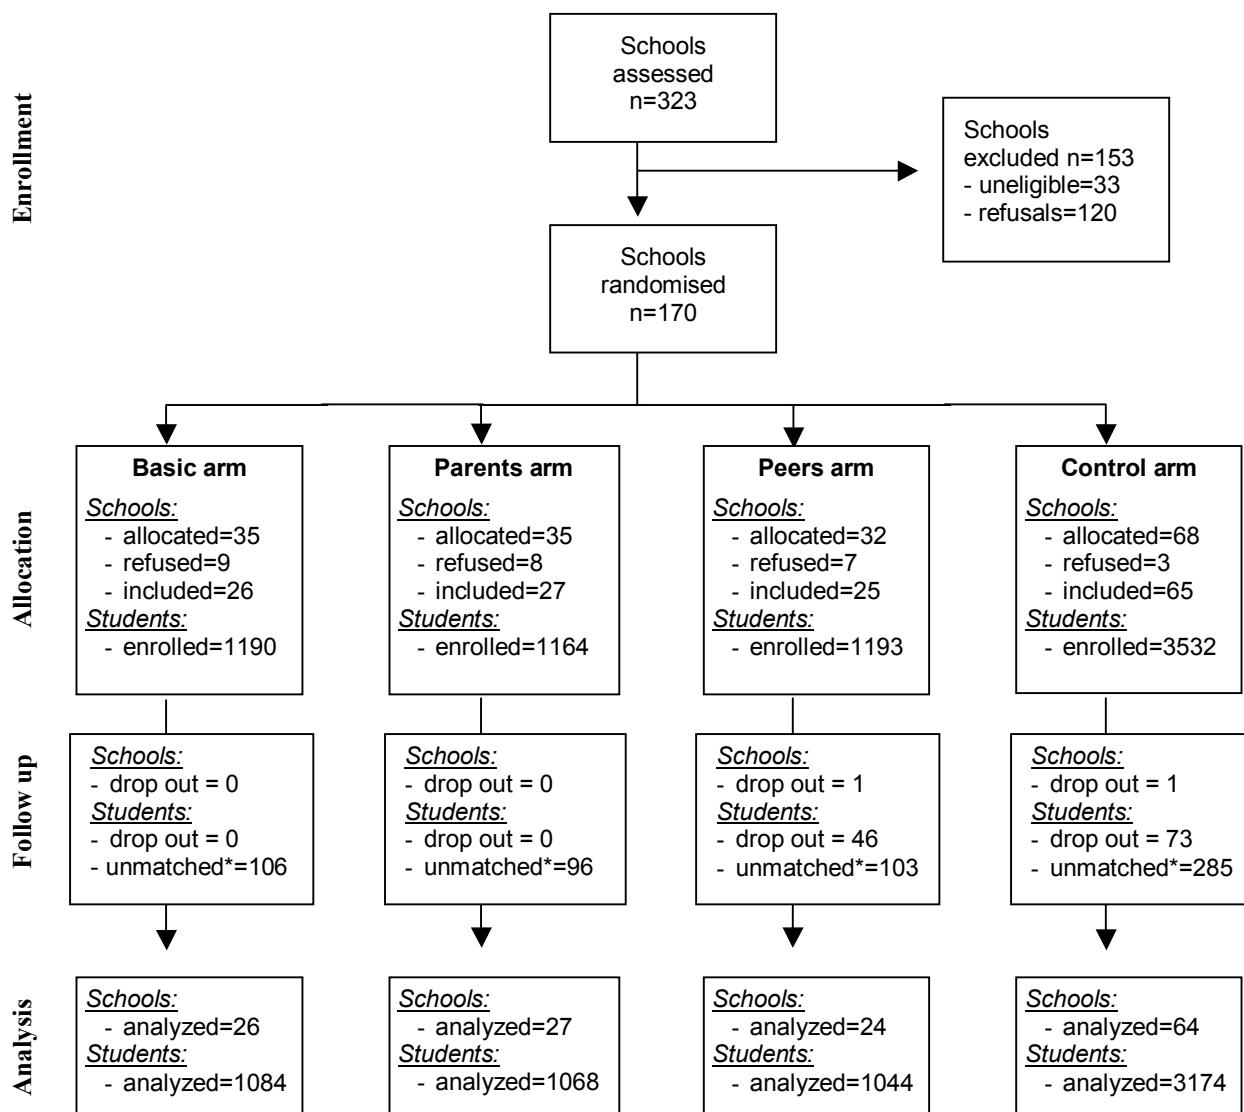 Enrollment
Schools
assessed
n=323
Schools
excluded n=153
- uneligible=33
- refusals=120
Schools
randomised
n=170
Allocation
Basic arm
Schools:
- allocated=35
- refused=9
- included=26
Students:
- enrolled=1190
Parents arm
Schools:
- allocated=35
- refused=8
- included=27
Students:
- enrolled=1164
Peers arm
Schools:
- allocated=32
- refused=7
- included=25
Students:
- enrolled=1193
Control arm
Schools:
- allocated=68
- refused=3
- included=65
Students:
- enrolled=3532
Follow up
Schools:
- drop out = 0
Students:
- drop out = 0
- unmatched*=106
Schools:
- drop out = 0
Students:
- drop out = 0
- unmatched*=96
Schools:
- drop out = 1
Students:
- drop out = 46
- unmatched*=103
Schools:
- drop out = 1
Students:
- drop out = 73
- unmatched*=285
Analysis
Schools:
- analyzed=26
Students:
- analyzed=1084
Schools:
- analyzed=27
Students:
- analyzed=1068
Schools:
- analyzed=24
Students:
- analyzed=1044
Schools:
- analyzed=64
Students:
- analyzed=3174